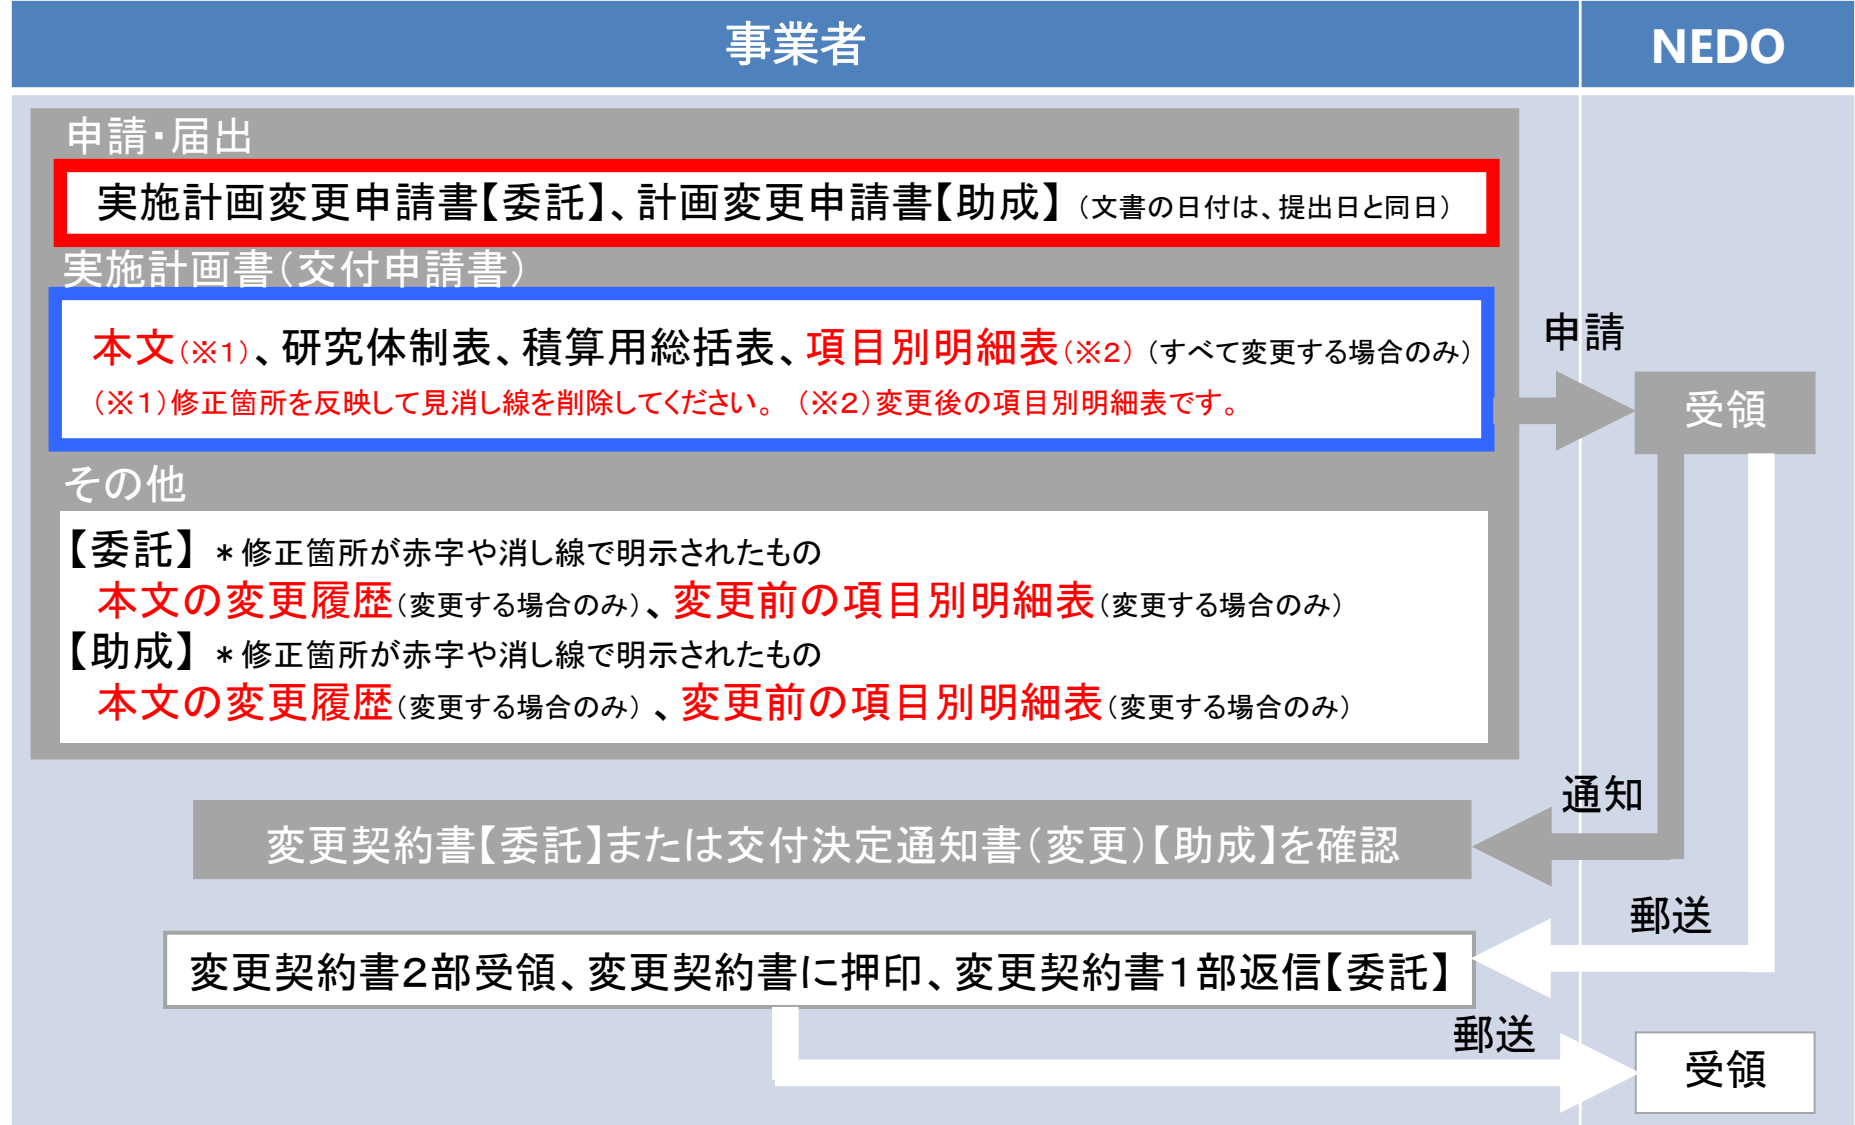 事業者
NEDO
申請・届出
実施計画変更申請書【委託】、計画変更申請書【助成】（文書の日付は、提出日と同日）
実施計画書（交付申請書）
本文（※1）、研究体制表、積算用総括表、項目別明細表（※2）（すべて変更する場合のみ）
（※1）修正箇所を反映して見消し線を削除してください。（※2）変更後の項目別明細表です。
申請
受領
その他
【委託】＊修正箇所が赤字や消し線で明示されたもの
本文の変更履歴（変更する場合のみ）、変更前の項目別明細表（変更する場合のみ）
【助成】＊修正箇所が赤字や消し線で明示されたもの
本文の変更履歴（変更する場合のみ）、変更前の項目別明細表（変更する場合のみ）
通知
変更契約書【委託】または交付決定通知書（変更）【助成】を確認
郵送
変更契約書2部受領、変更契約書に押印、変更契約書1部返信【委託】
郵送
受領